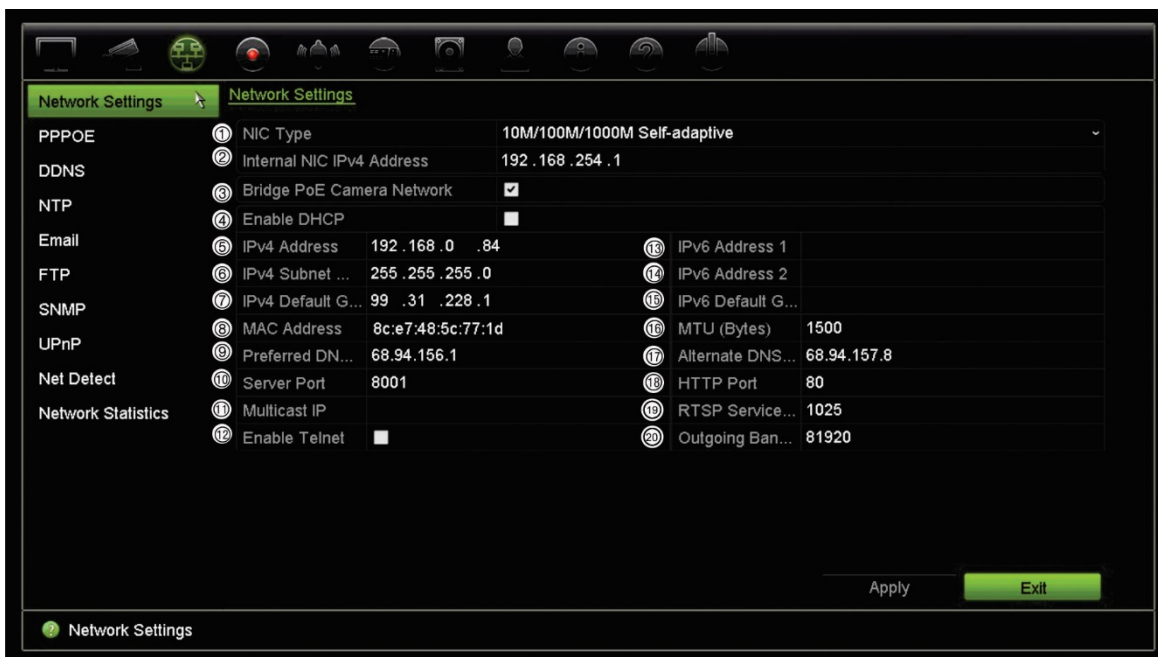 Network Settings
Network Settings
PPPOE
DDNS
NTP
Email
FTP
SNMP
UPnP
Net Detect
Network Statistics
① NIC Type 10M/100M/1000M Self-adaptive
② Internal NIC IPv4 Address 192.168.254.1
③ Bridge PoE Camera Network
④ Enable DHCP
⑤ IPv4 Address 192.168.0.84 ⑬ IPv6 Address 1
⑥ IPv4 Subnet ... 255.255.255.0 ⑭ IPv6 Address 2
⑦ IPv4 Default G... 99.31.228.1 ⑮ IPv6 Default G...
⑧ MAC Address 8c:e7:48:5c:77:1d ⑯ MTU (Bytes) 1500
⑨ Preferred DN... 68.94.156.1 ⑰ Alternate DNS... 68.94.157.8
⑩ Server Port 8001 ⑱ HTTP Port 80
⑪ Multicast IP ⑲ RTSP Service... 1025
⑫ Enable Telnet ⑳ Outgoing Ban... 81920
Apply Exit
Network Settings